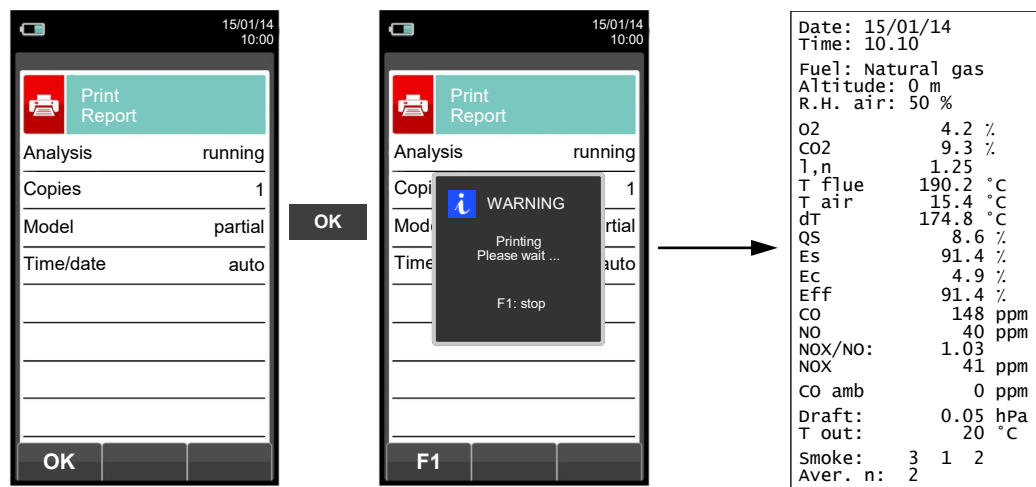 15/01/14
10:00
Print
Report
Analysis running
Copies 1
Model partial
Time/date auto
OK
OK
15/01/14
10:00
Print
Report
Analysis running
Copi 1
Mod rtial
Time auto
WARNING
Printing
Please wait ...
F1: stop
F1
Date: 15/01/14
Time: 10.10
Fuel: Natural gas
Altitude: 0 m
R.H. air: 50 %
O2 4.2 %
CO2 9.3 %
l,n 1.25
T flue 190.2 °C
T air 15.4 °C
dT 174.8 °C
QS 8.6 %
Es 91.4 %
Ec 4.9 %
Eff 91.4 %
CO 148 ppm
NO 40 ppm
NOX/NO: 1.03
NOX 41 ppm
CO amb 0 ppm
Draft: 0.05 hPa
T out: 20 °C
Smoke: 3 1 2
Aver. n: 2